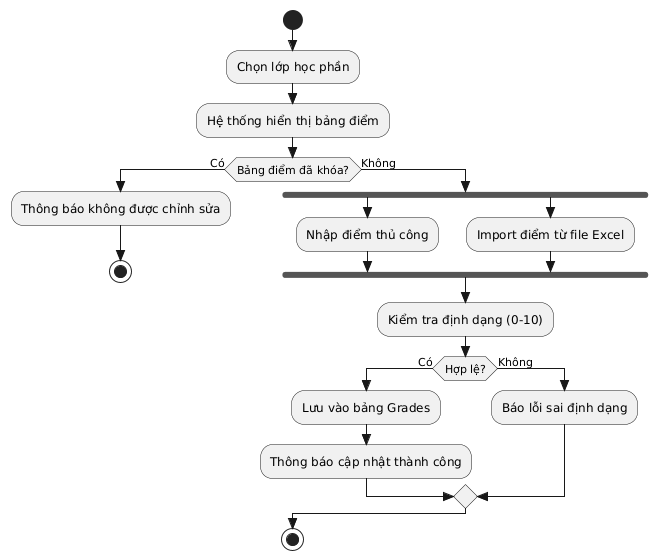 Chọn lớp học phần
Hệ thống hiển thị bảng điểm
Có
Bảng điểm đã khóa?
Không
Thông báo không được chỉnh sửa
Nhập điểm thủ công
Import điểm từ file Excel
Kiểm tra định dạng (0-10)
Có
Hợp lệ?
Không
Lưu vào bảng Grades
Báo lỗi sai định dạng
Thông báo cập nhật thành công